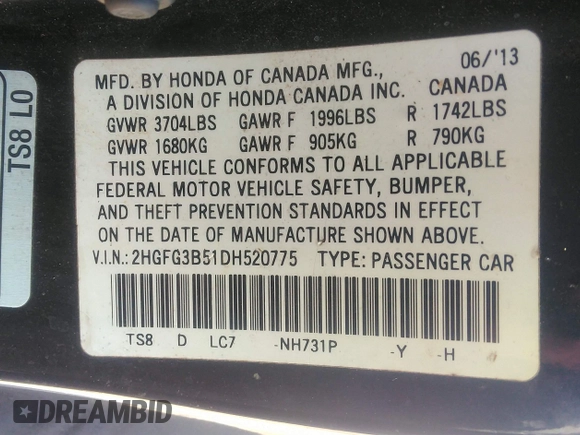 06/'13
MFD. BY HONDA OF CANADA MFG.,
A DIVISION OF HONDA CANADA INC. CANADA
GVWR 3704LBS GAWR F 1996LBS R 1742LBS
GVWR 1680KG GAWR F 905KG R 790KG
THIS VEHICLE CONFORMS TO ALL APPLICABLE
FEDERAL MOTOR VEHICLE SAFETY, BUMPER,
AND THEFT PREVENTION STANDARDS IN EFFECT
ON THE DATE OF MANUFACTURE SHOWN ABOVE.
V.I.N.: 2HGFG3B51DH520775 TYPE: PASSENGER CAR
TS8 D LC7 -NH731P -Y -H
TS8 LO
DREAMBID